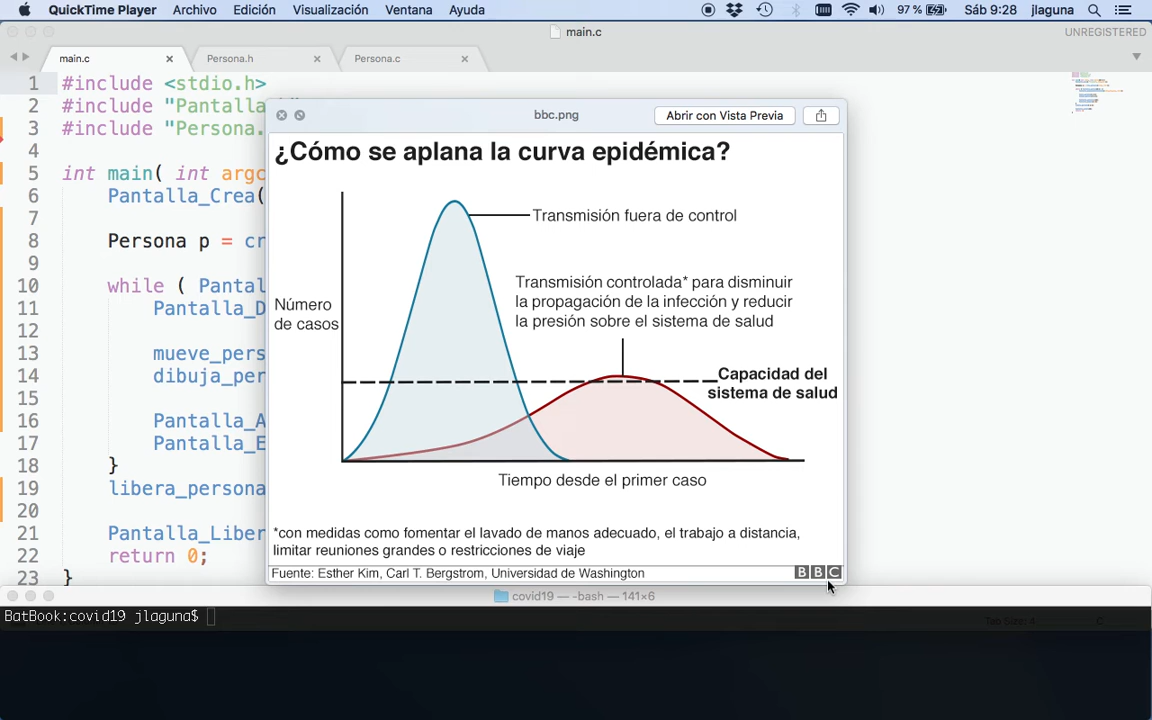 QuickTime Player Archivo Edición Visualización Ventana Ayuda 97 % Sáb 9:28 jlaguna
main.c UNREGISTERED
main.c × Persona.h × Persona.c ×
1 #include <stdio.h>
2 #include "Pantalla
3 #include "Persona.
4
5 int main( int argc
6 Pantalla_Crea(
7
8 Persona p = cr
9
10 while ( Pantal
11 Pantalla_D
12
13 mueve_pers
14 dibuja_per
15
16 Pantalla_A
17 Pantalla_E
18 }
19 libera_persona
20
21 Pantalla_Liber
22 return 0;
23 }
bbc.png Abrir con Vista Previa
¿Cómo se aplana la curva epidémica?
Transmisión fuera de control
Transmisión controlada* para disminuir
la propagación de la infección y reducir
la presión sobre el sistema de salud
Número
de casos
Capacidad del
sistema de salud
Tiempo desde el primer caso
*con medidas como fomentar el lavado de manos adecuado, el trabajo a distancia,
limitar reuniones grandes o restricciones de viaje
Fuente: Esther Kim, Carl T. Bergstrom, Universidad de Washington BBC
covid19 — -bash — 141×6
BatBook:covid19 jlaguna$
Tab Size: 4 C